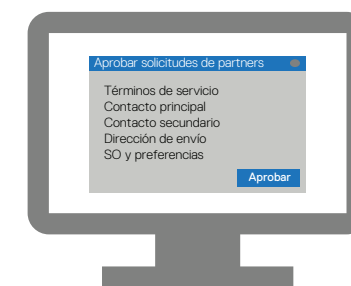 Aprobar solicitudes de partners
Términos de servicio
Contacto principal
Contacto secundario
Dirección de envío
SO y preferencias
Aprobar